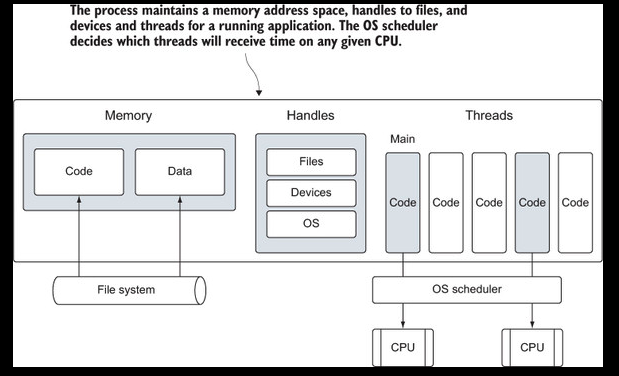 The process maintains a memory address space, handles to files, and
devices and threads for a running application. The OS scheduler
decides which threads will receive time on any given CPU.
Memory
Handles
Threads
Main
Code
Data
Files
Devices
OS
Code
Code
Code
Code
Code
File system
OS scheduler
CPU
CPU